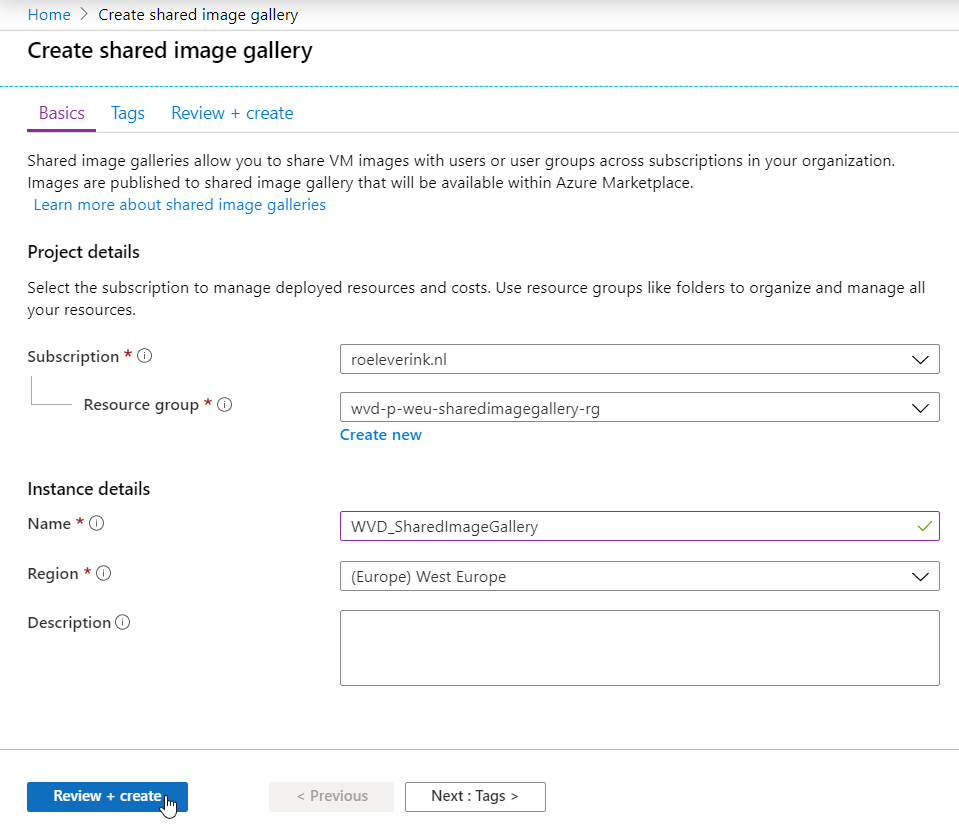 Home > Create shared image gallery
Create shared image gallery
Basics Tags Review + create
Shared image galleries allow you to share VM images with users or user groups across subscriptions in your organization.
Images are published to shared image gallery that will be available within Azure Marketplace.
Learn more about shared image galleries
Project details
Select the subscription to manage deployed resources and costs. Use resource groups like folders to organize and manage all
your resources.
Subscription * roeleverink.nl
Resource group * wvd-p-weu-sharedimagegallery-rg
Create new
Instance details
Name * WVD_SharedImageGallery
Region * (Europe) West Europe
Description
Review + create < Previous Next : Tags >